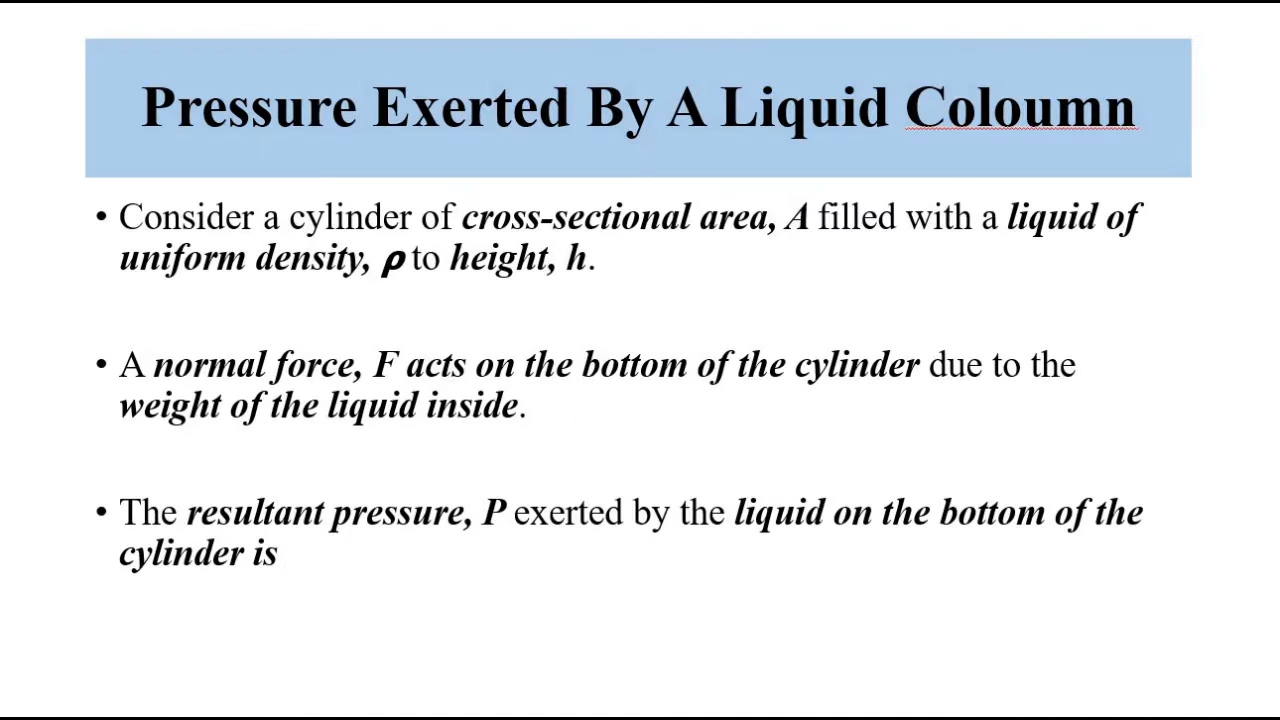 Pressure Exerted By A Liquid Coloumn
• Consider a cylinder of cross-sectional area, A filled with a liquid of
uniform density, ρ to height, h.
• A normal force, F acts on the bottom of the cylinder due to the
weight of the liquid inside.
• The resultant pressure, P exerted by the liquid on the bottom of the
cylinder is